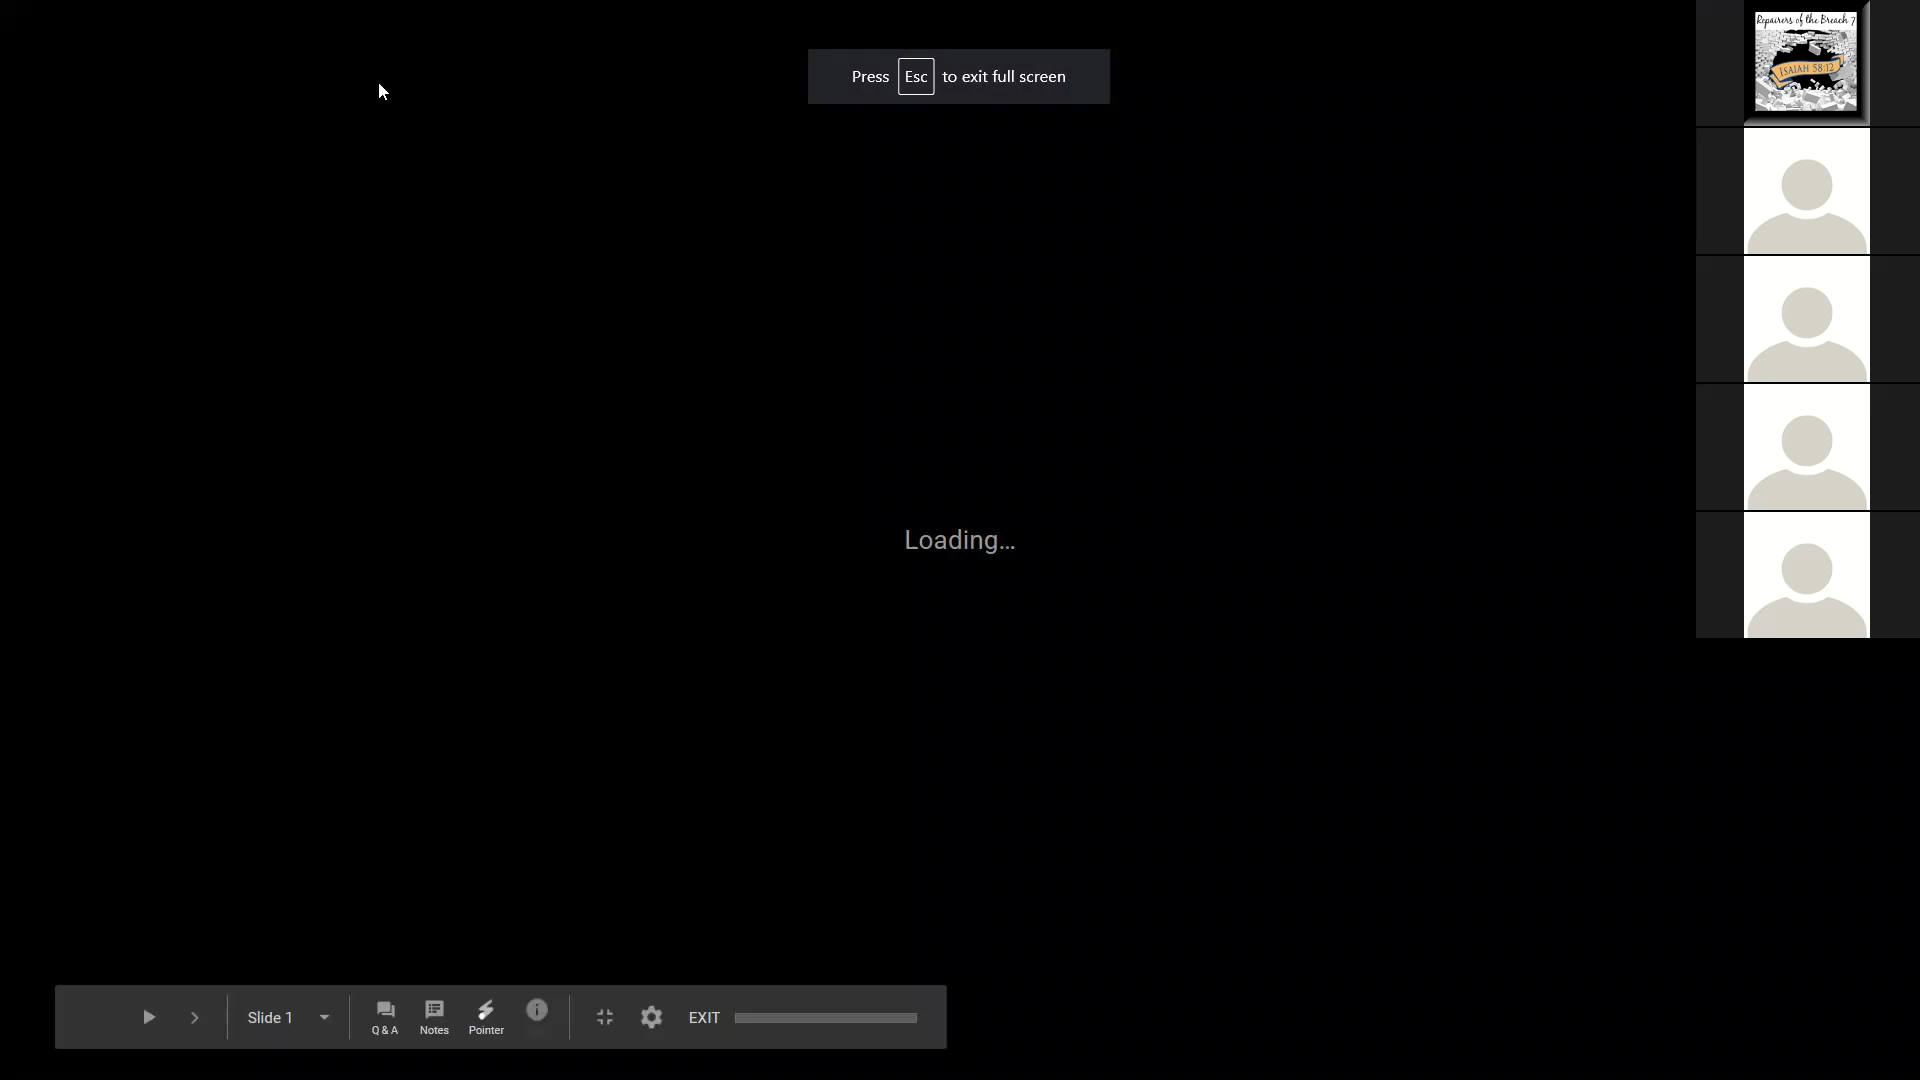 Repairers of the Breach 7
ISAIAH 58:12
Press Esc to exit full screen
Loading...
Slide 1
Q & A
Notes
Pointer
EXIT